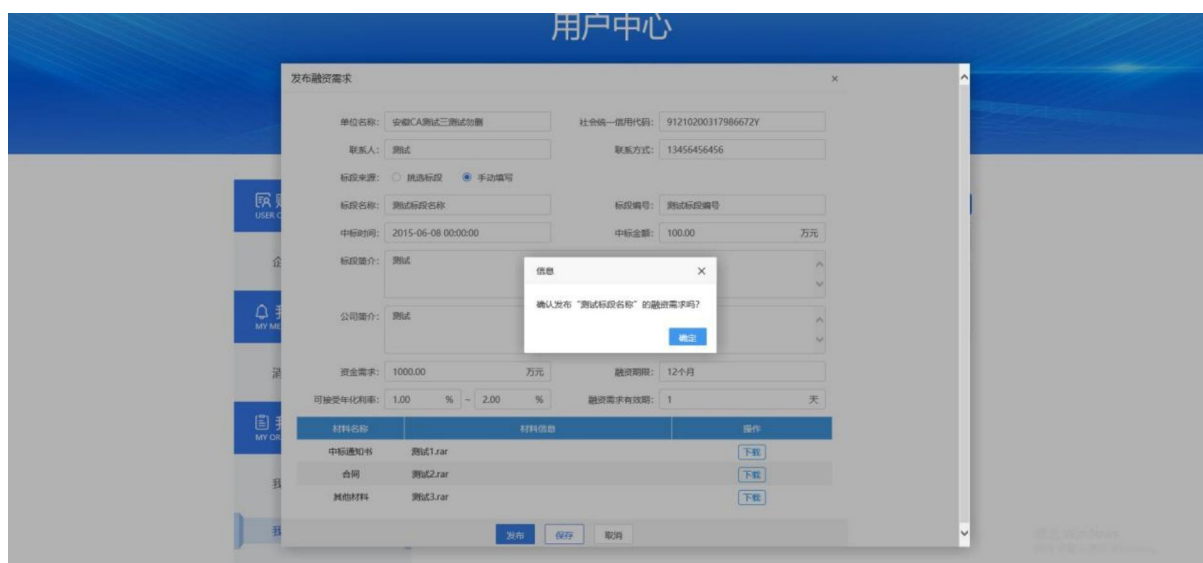 用户中心
发布融资需求 ×
单位名称: 安徽CA测试三测试勿删 社会统一信用代码: 91210200317986672Y
联系人: 测试 联系方式: 13456456456
标段来源: 挑选标段 手动填写
标段名称: 测试标段名称 标段编号: 测试标段编号
中标时间: 2015-06-08 00:00:00 中标金额: 100.00 万元
标段简介: 测试
信息 ×
确认发布“测试标段名称”的融资需求吗?
确定
公司简介: 测试
资金需求: 1000.00 万元 融资期限: 12个月
可接受年化利率: 1.00 % ~ 2.00 % 融资需求有效期: 1 天
材料名称 材料信息 操作
中标通知书 测试1.rar 下载
合同 测试2.rar 下载
其他材料 测试3.rar 下载
发布 保存 取消
USER C
企
MY ME
MY OR
我
我